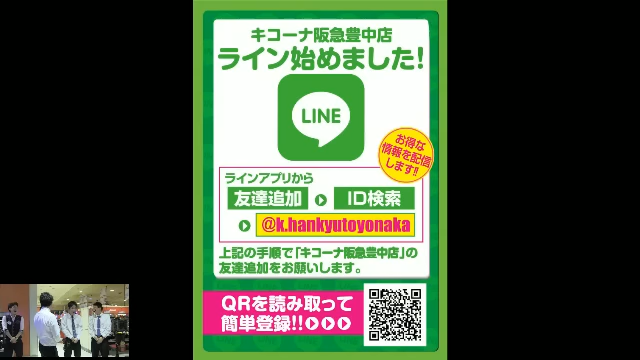 キコーナ阪急豊中店
ライン始めました!
LINE
お得な
情報を配信
します!!
ラインアプリから
友達追加
ID検索
@k.hankyutoyonaka
上記の手順で「キコーナ阪急豊中店」の
友達追加をお願いします。
QRを読み取って
簡単登録!!